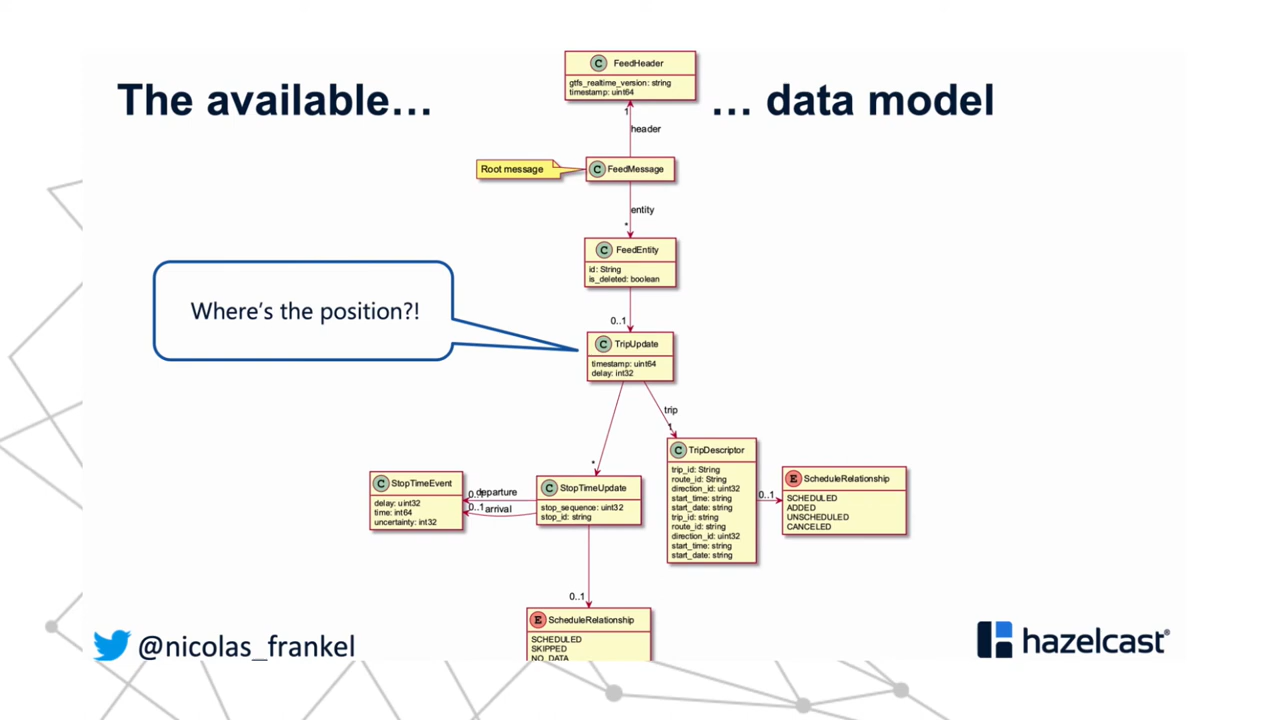 The available…
… data model
C FeedHeader
gtfs_realtime_version: string
timestamp: uint64
1
header
Root message
C FeedMessage
entity
*
C FeedEntity
id: String
is_deleted: boolean
0..1
Where's the position?!
C TripUpdate
timestamp: uint64
delay: int32
trip
1
*
C TripDescriptor
trip_id: String
route_id: String
direction_id: uint32
start_time: string
start_date: string
trip_id: string
route_id: string
direction_id: uint32
start_time: string
start_date: string
0..1
E ScheduleRelationship
SCHEDULED
ADDED
UNSCHEDULED
CANCELED
C StopTimeEvent
delay: uint32
time: int64
uncertainty: int32
0..1 departure
0..1 arrival
C StopTimeUpdate
stop_sequence: uint32
stop_id: string
0..1
E ScheduleRelationship
SCHEDULED
SKIPPED
NO_DATA
@nicolas_frankel
hazelcast®